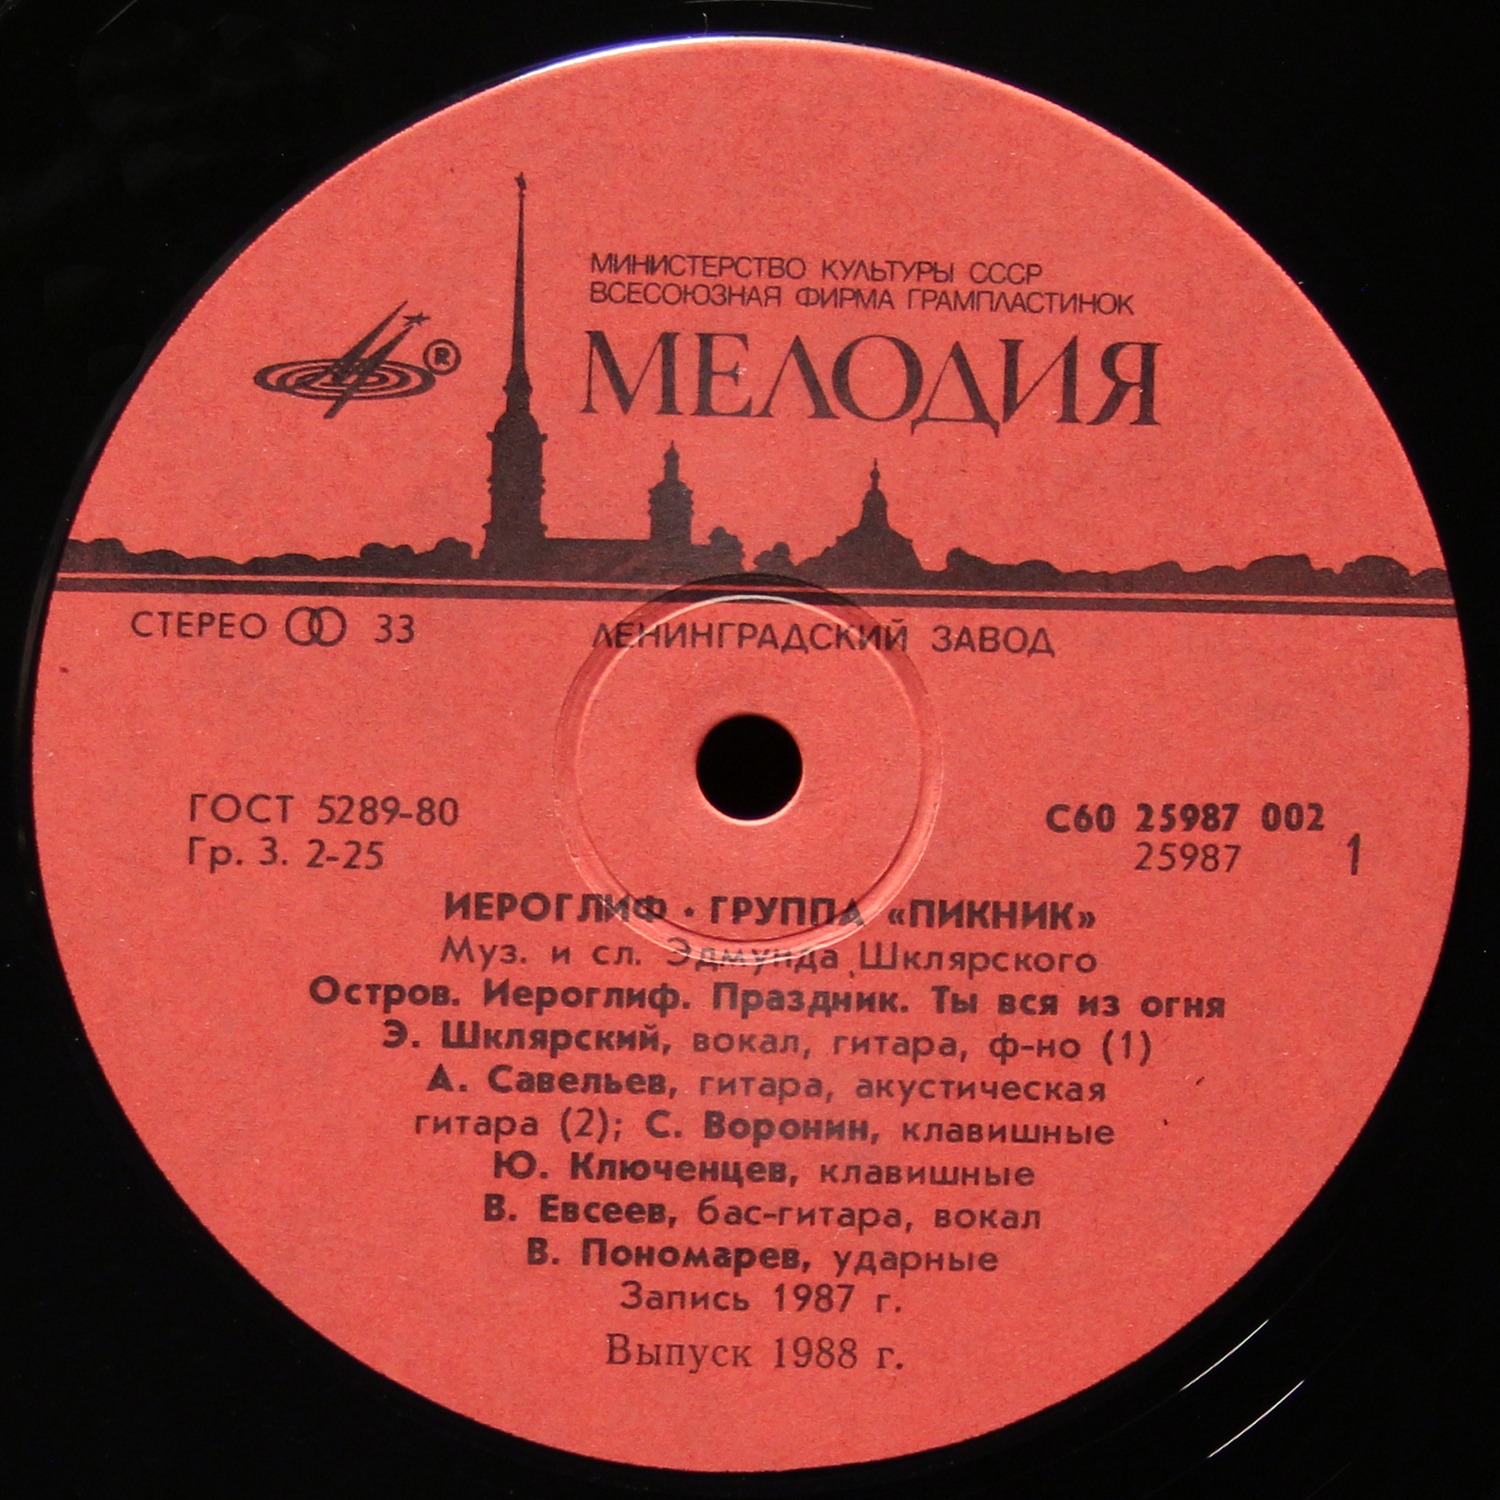 МИНИСТЕРСТВО КУЛЬТУРЫ СССР
ВСЕСОЮЗНАЯ ФИРМА ГРАМПЛАСТИНОК
МЕЛОДИЯ
®
СТЕРЕО 33
ЛЕНИНГРАДСКИЙ ЗАВОД
ГОСТ 5289-80
Гр. 3. 2-25
С60 25987 002
25987
1
ИЕРОГЛИФ • ГРУППА «ПИКНИК»
Муз. и сл. Эдмунда Шклярского
Остров. Иероглиф. Праздник. Ты вся из огня
Э. Шклярский, вокал, гитара, ф-но (1)
А. Савельев, гитара, акустическая
гитара (2); С. Воронин, клавишные
Ю. Ключенцев, клавишные
В. Евсеев, бас-гитара, вокал
В. Пономарев, ударные
Запись 1987 г.
Выпуск 1988 г.